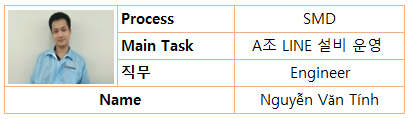 Process SMD
Main Task A조 LINE 설비 운영
직무 Engineer
Name Nguyễn Văn Tính